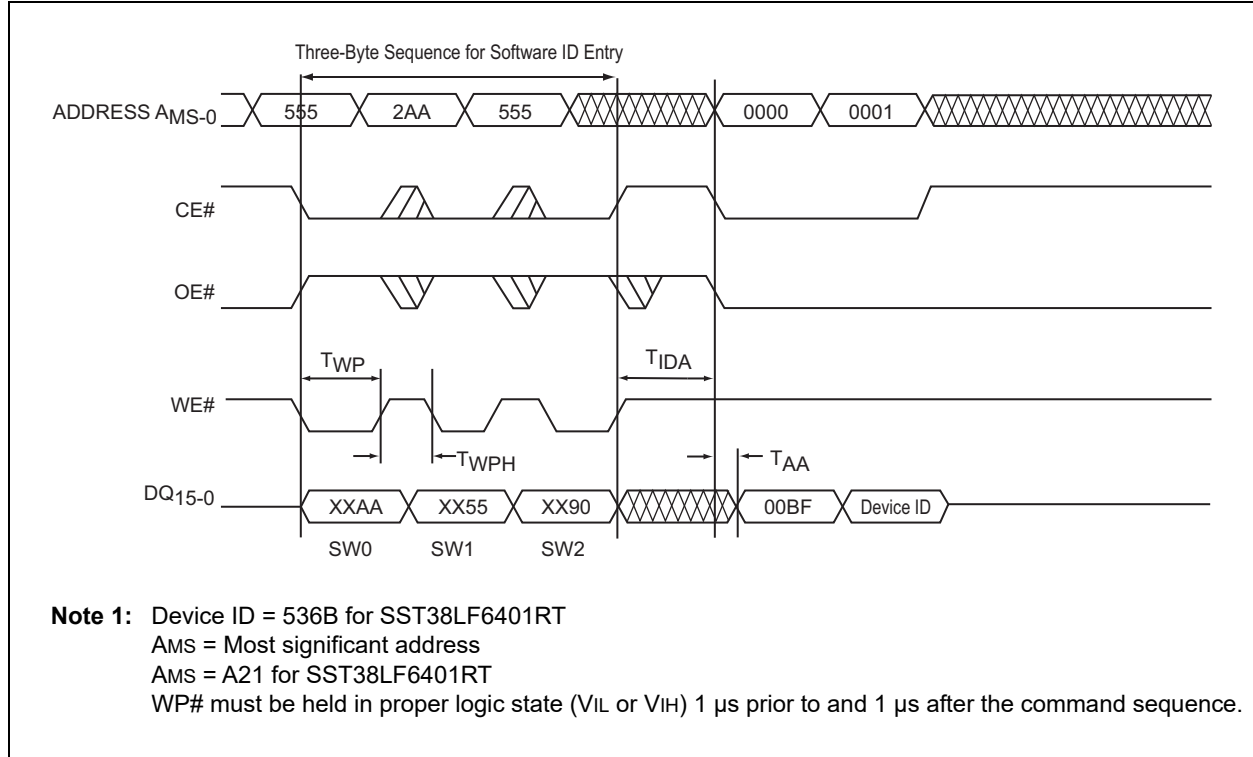 Three-Byte Sequence for Software ID Entry
ADDRESS AMS-0 555 2AA 555 0000 0001
CE#
OE#
TWP TIDA
WE#
TWPH TAA
DQ15-0 XXAA XX55 XX90 00BF Device ID
SW0 SW1 SW2
Note 1: Device ID = 536B for SST38LF6401RT
AMS = Most significant address
AMS = A21 for SST38LF6401RT
WP# must be held in proper logic state (VIL or VIH) 1 µs prior to and 1 µs after the command sequence.